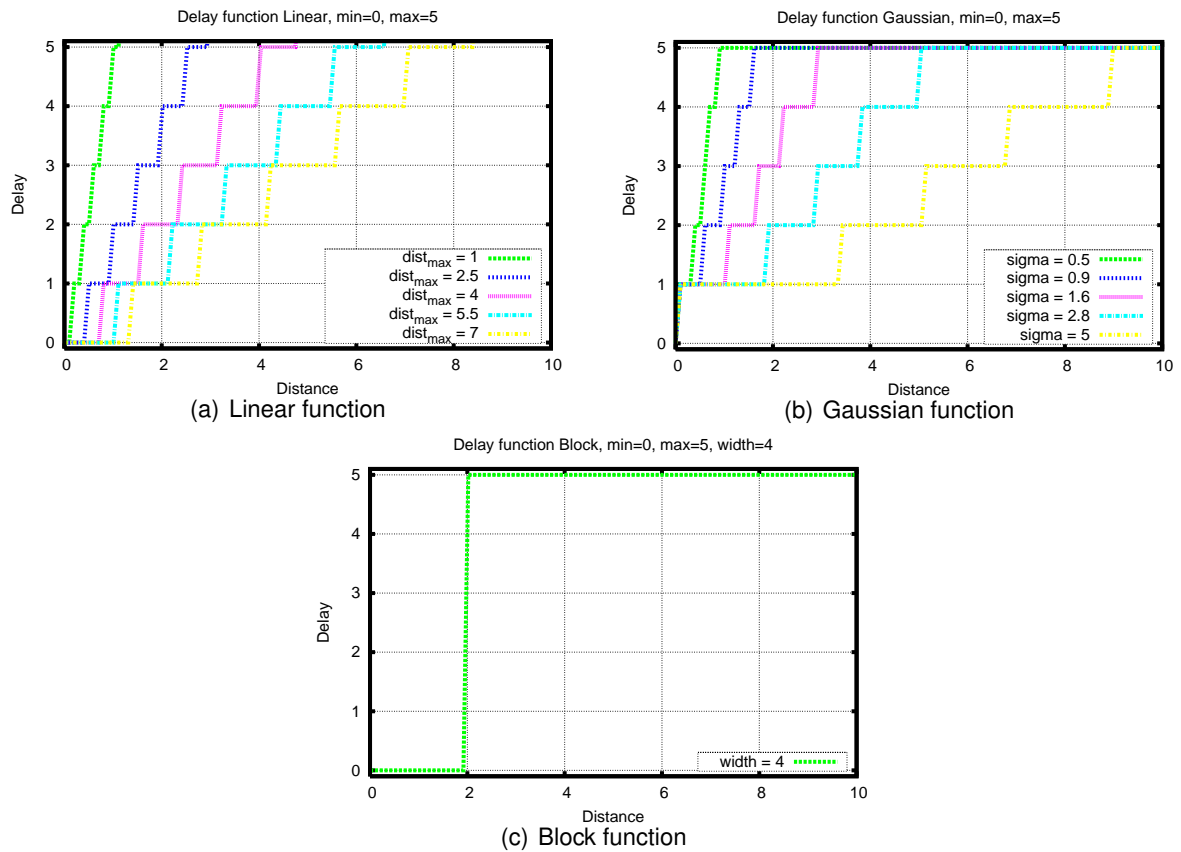 Delay function Linear, min=0, max=5
Delay
5
4
3
2
1
0
dist_max = 1
dist_max = 2.5
dist_max = 4
dist_max = 5.5
dist_max = 7
0 2 4 6 8 10
Distance
(a) Linear function
Delay function Gaussian, min=0, max=5
Delay
5
4
3
2
1
0
sigma = 0.5
sigma = 0.9
sigma = 1.6
sigma = 2.8
sigma = 5
0 2 4 6 8 10
Distance
(b) Gaussian function
Delay function Block, min=0, max=5, width=4
Delay
5
4
3
2
1
0
width = 4
0 2 4 6 8 10
Distance
(c) Block function